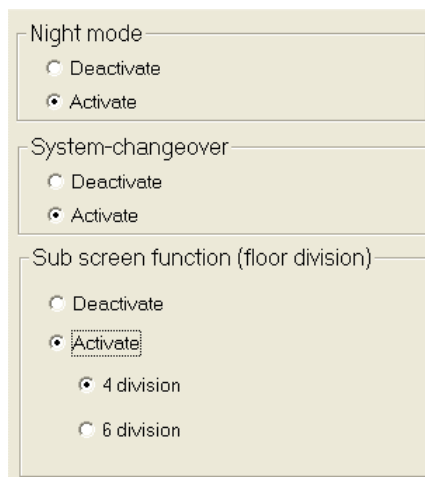 Night mode
Deactivate
Activate
System-changeover
Deactivate
Activate
Sub screen function (floor division)
Deactivate
Activate
4 division
6 division